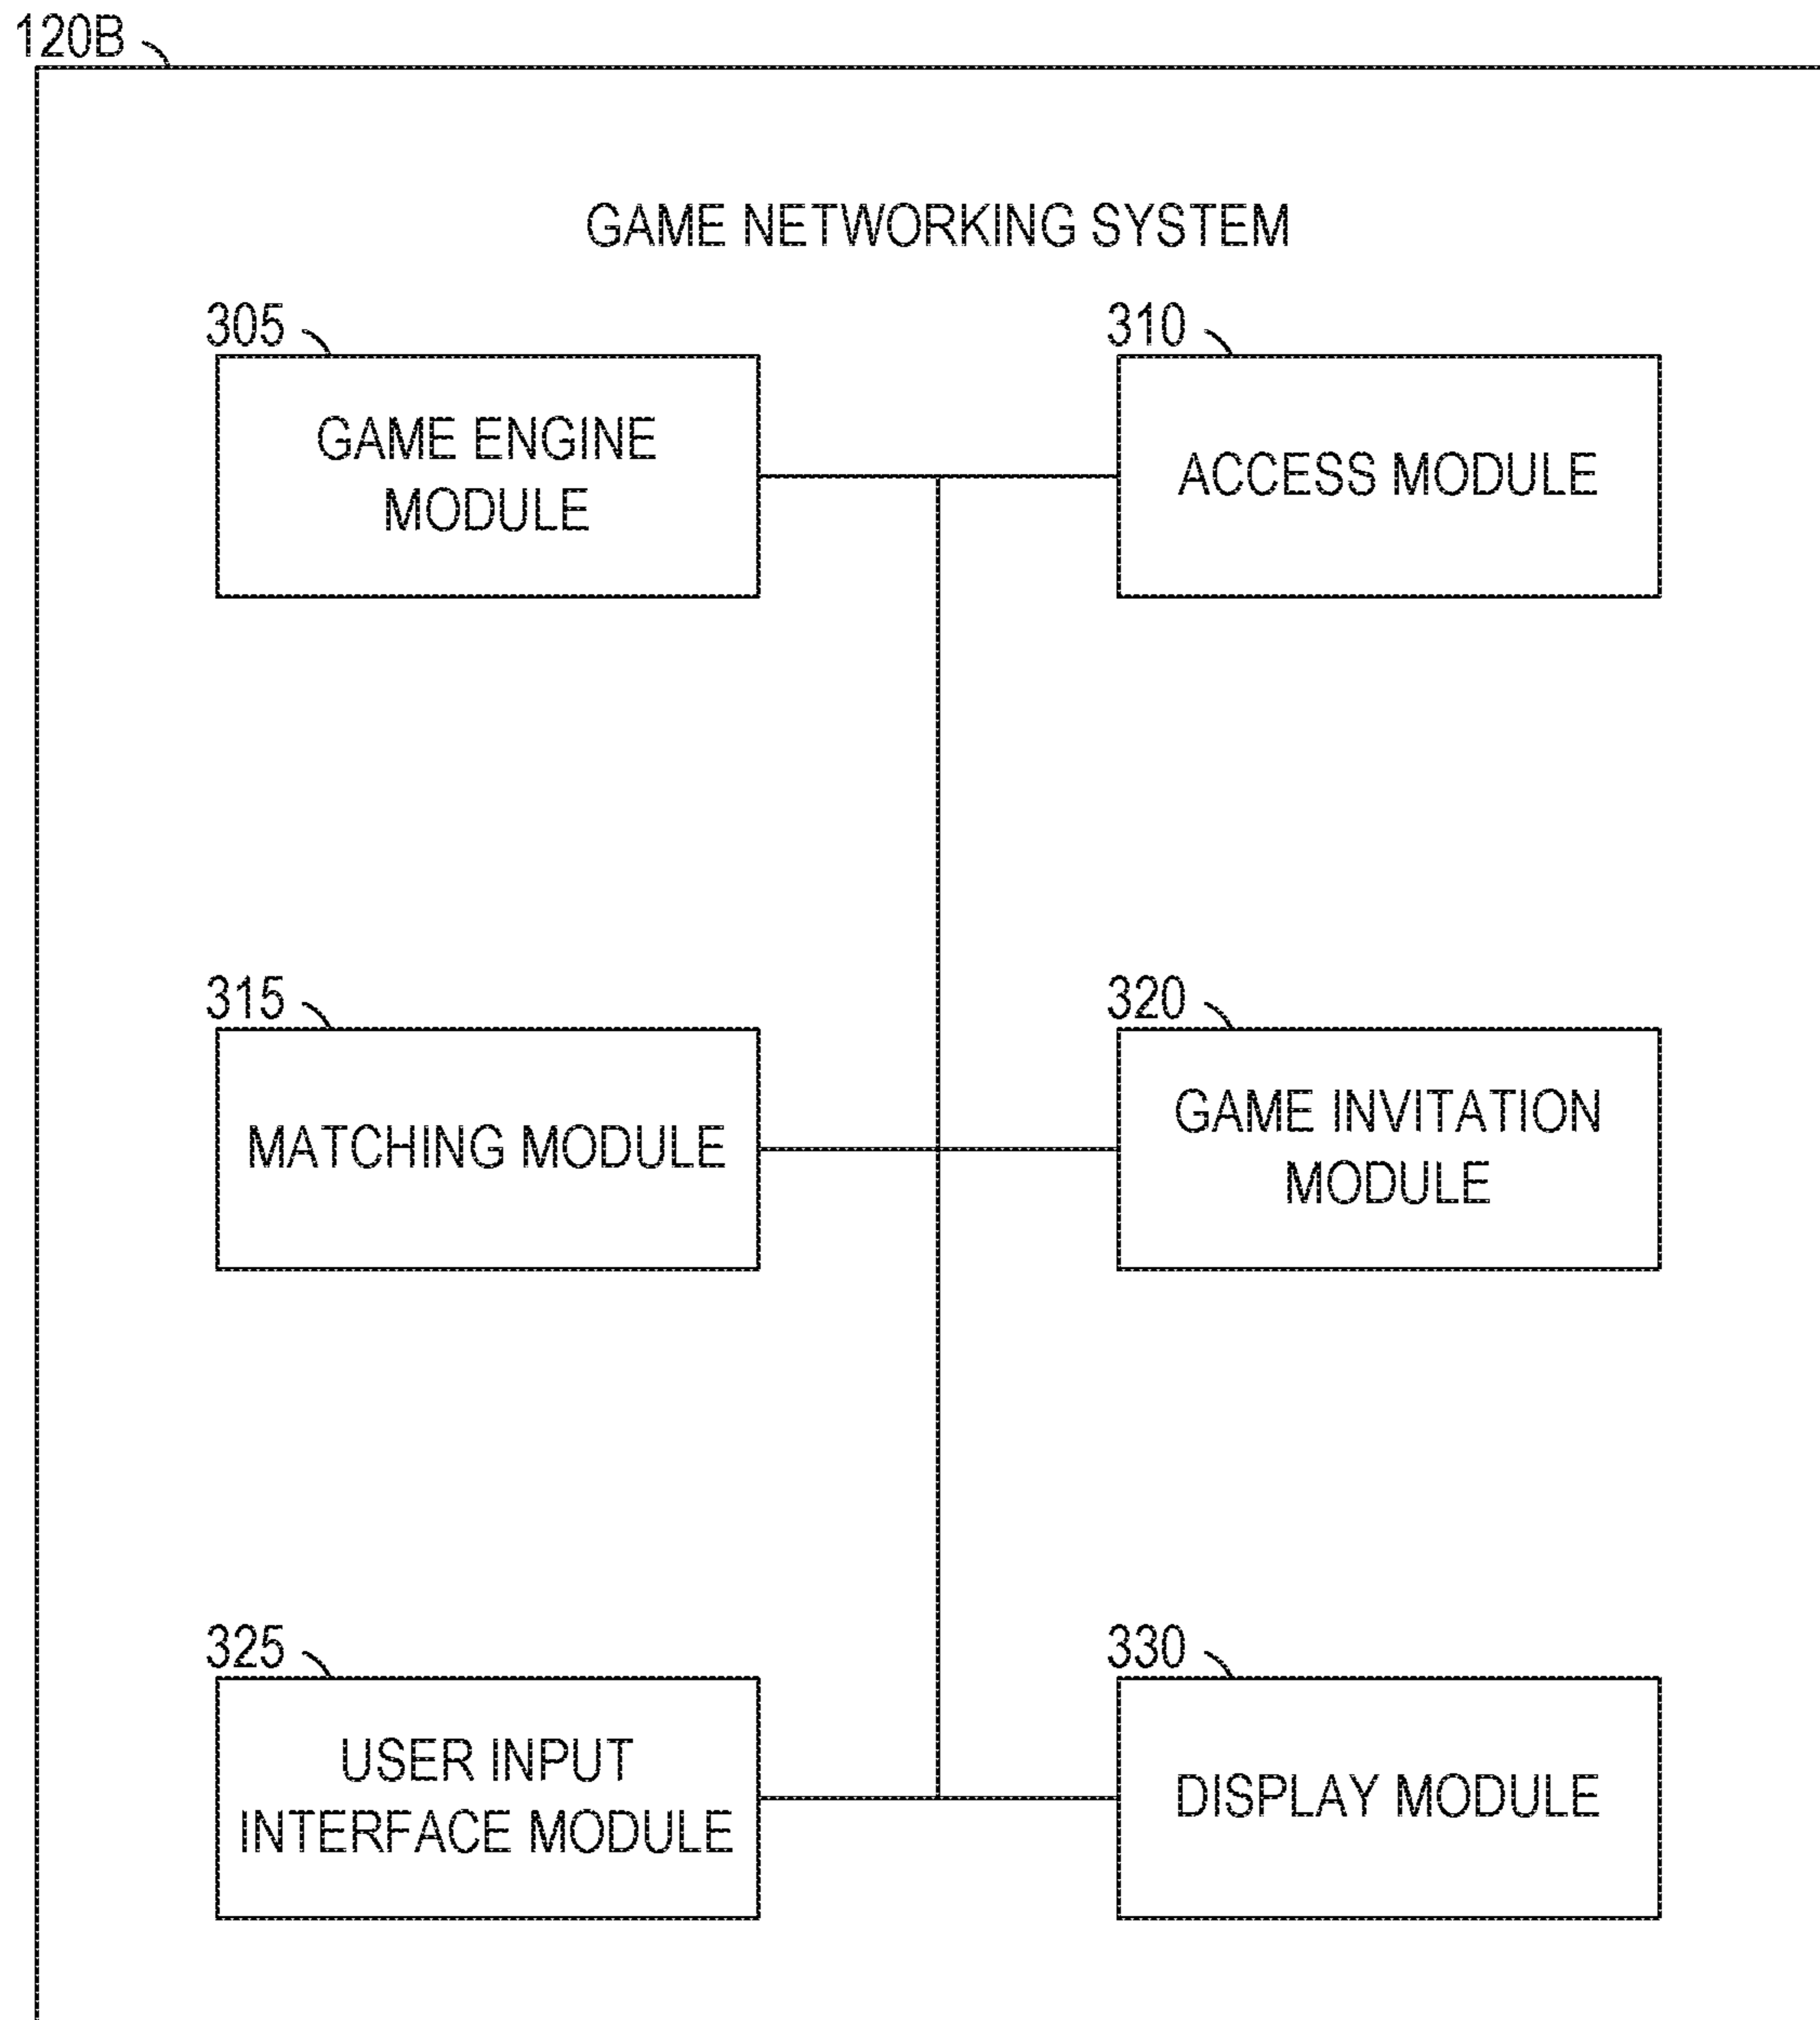 120B
GAME NETWORKING SYSTEM
305
GAME ENGINE
MODULE
310
ACCESS MODULE
315
MATCHING MODULE
320
GAME INVITATION
MODULE
325
USER INPUT
INTERFACE MODULE
330
DISPLAY MODULE